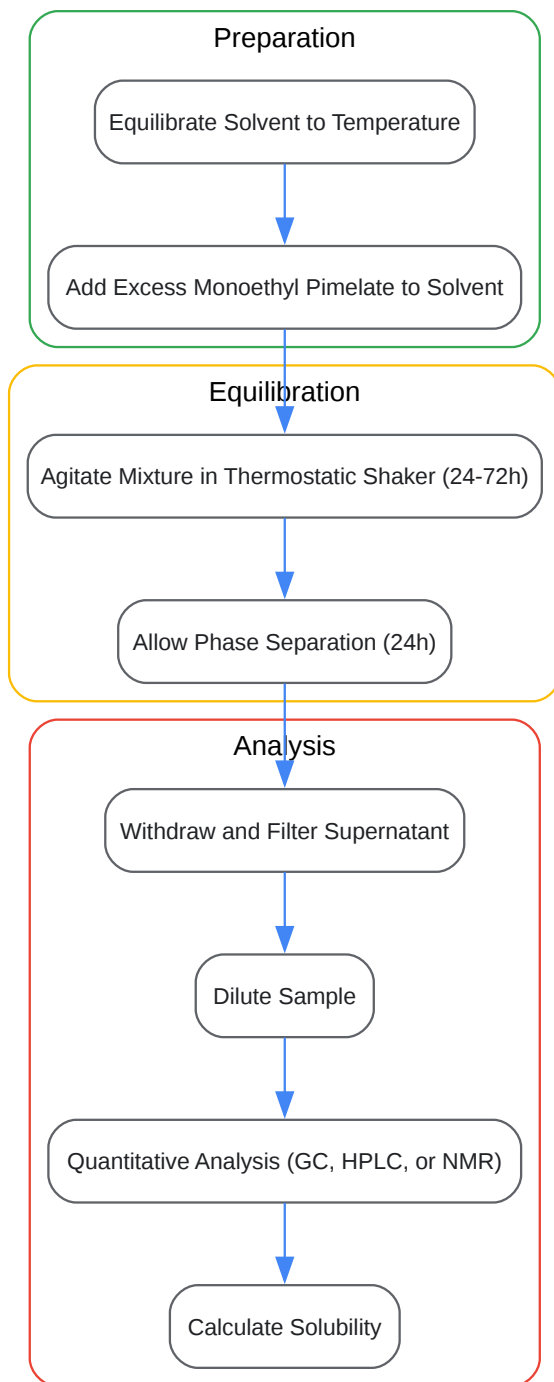 Preparation
Equilibrate Solvent to Temperature
Add Excess Monoethyl Pimelate to Solvent
Equilibration
Agitate Mixture in Thermostatic Shaker (24-72h)
Allow Phase Separation (24h)
Analysis
Withdraw and Filter Supernatant
Dilute Sample
Quantitative Analysis (GC, HPLC, or NMR)
Calculate Solubility